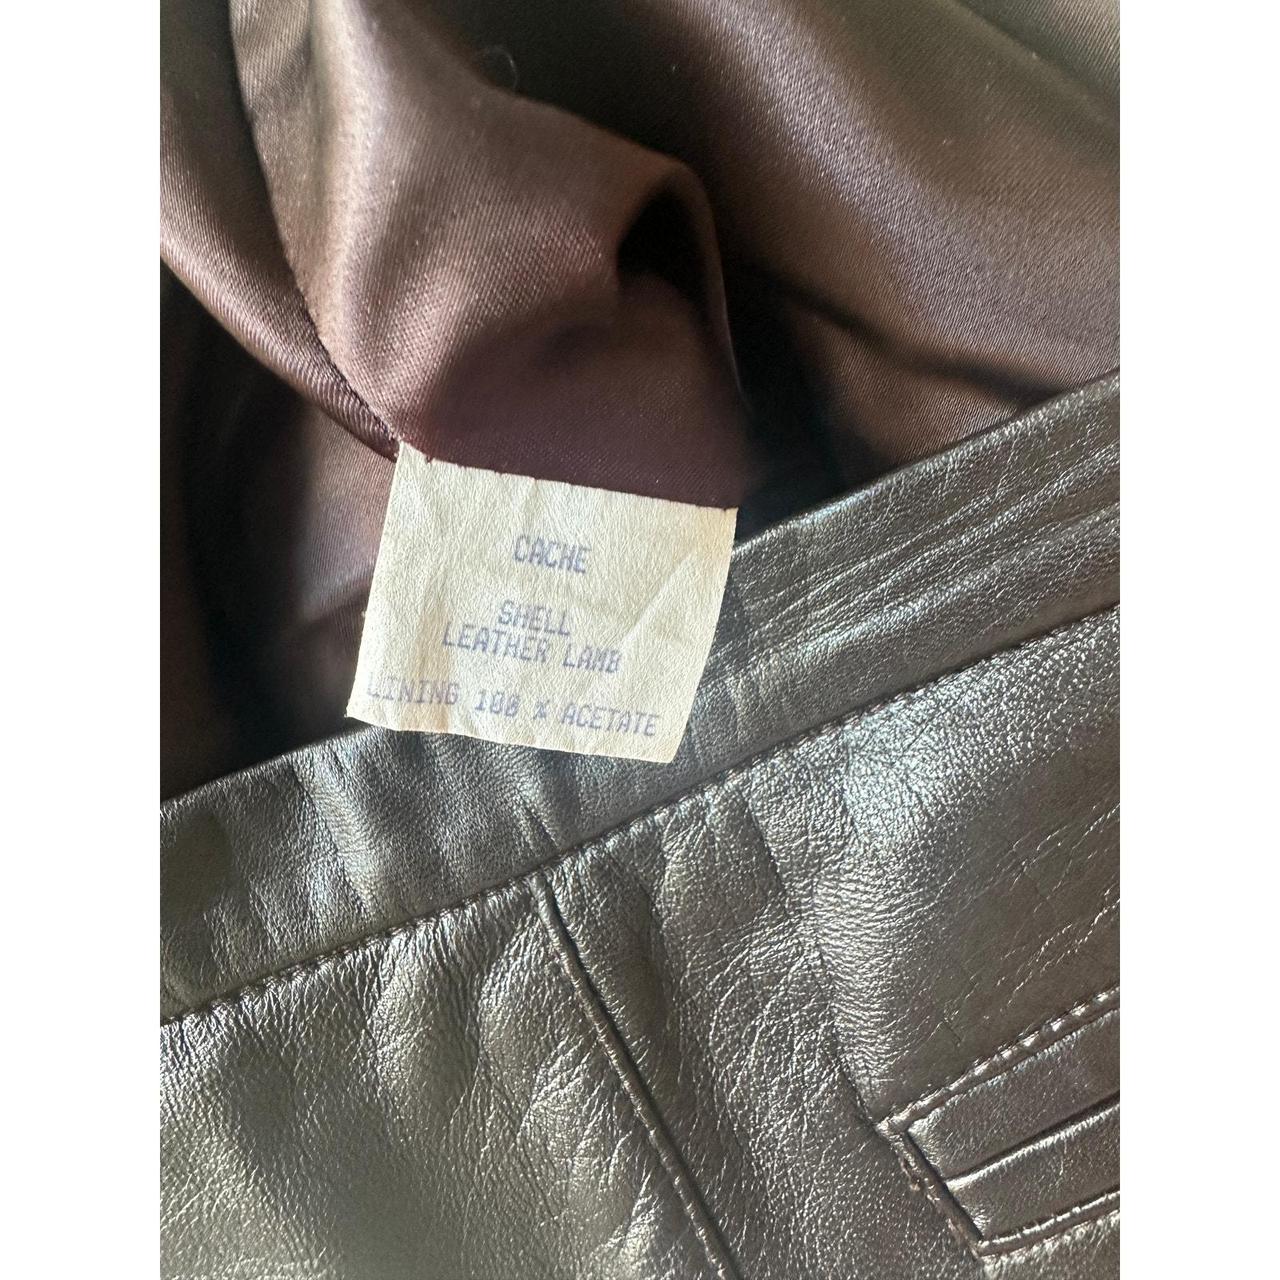 CACHE
SHELL
LEATHER LAMB
LINING 100 % ACETATE